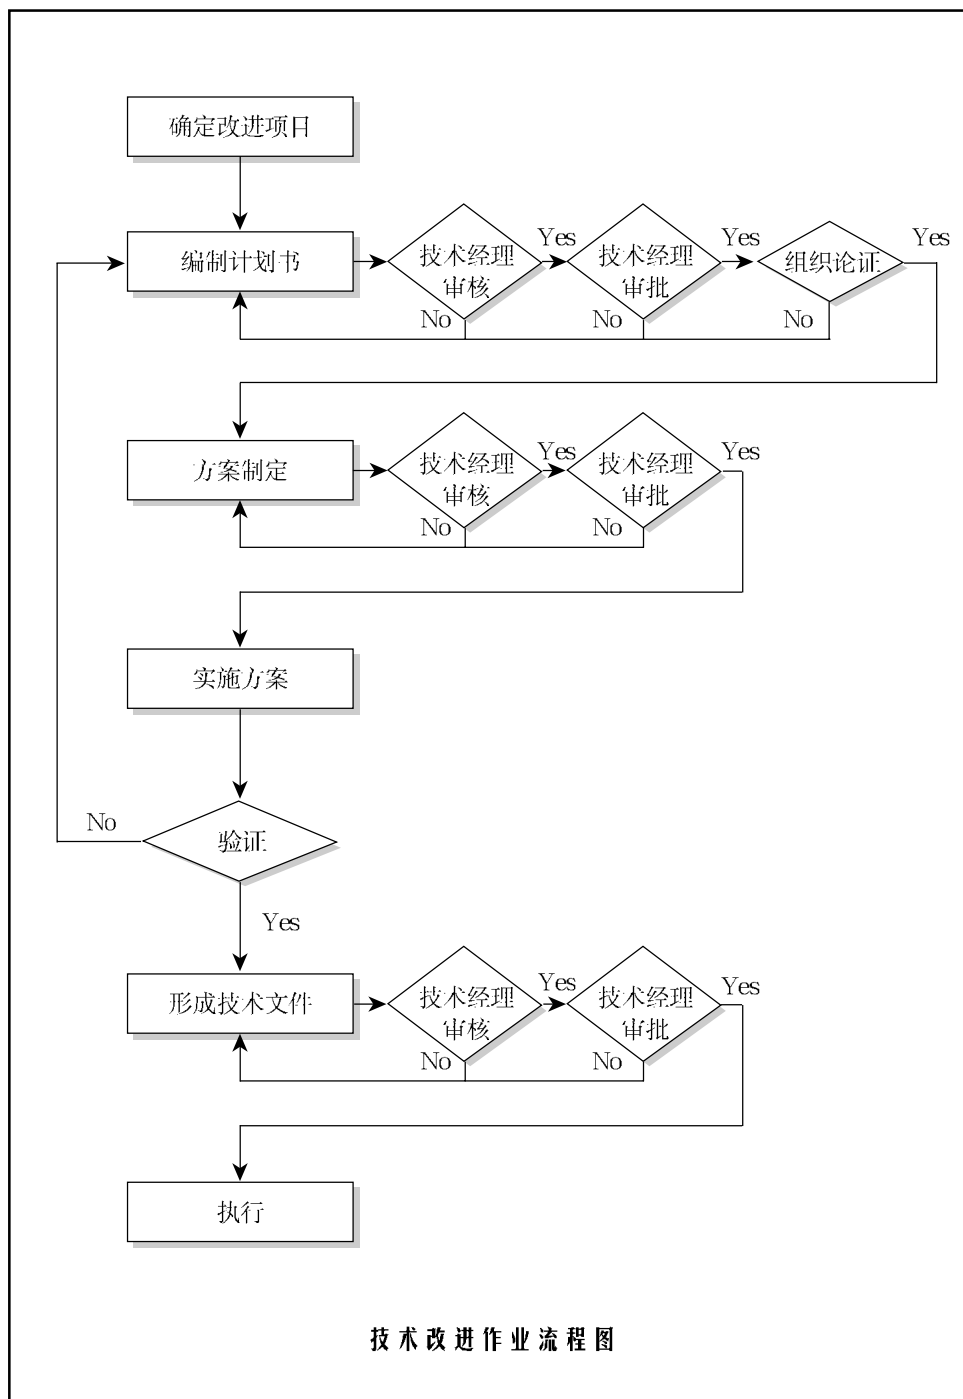 确定改进项目
编制计划书
技术经理
审核
Yes
技术经理
审批
Yes
组织论证
Yes
No
No
No
方案制定
技术经理
审核
Yes
技术经理
审批
Yes
No
No
实施方案
验证
No
Yes
形成技术文件
技术经理
审核
Yes
技术经理
审批
Yes
No
No
执行
技术改进作业流程图